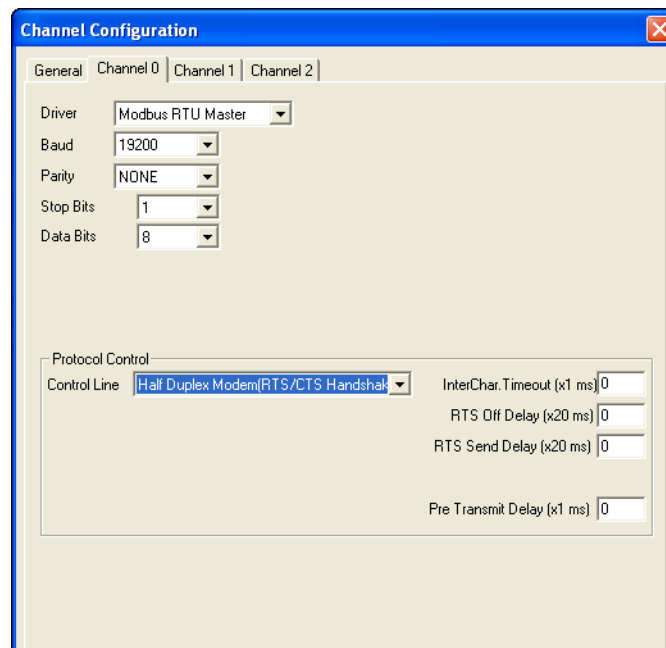 Channel Configuration
General Channel 0 Channel 1 Channel 2
Driver Modbus RTU Master
Baud 19200
Parity NONE
Stop Bits 1
Data Bits 8
Protocol Control
Control Line Half Duplex Modem(RTS/CTS Handshak InterChar.Timeout (x1 ms) 0
RTS Off Delay (x20 ms) 0
RTS Send Delay (x20 ms) 0
Pre Transmit Delay (x1 ms) 0